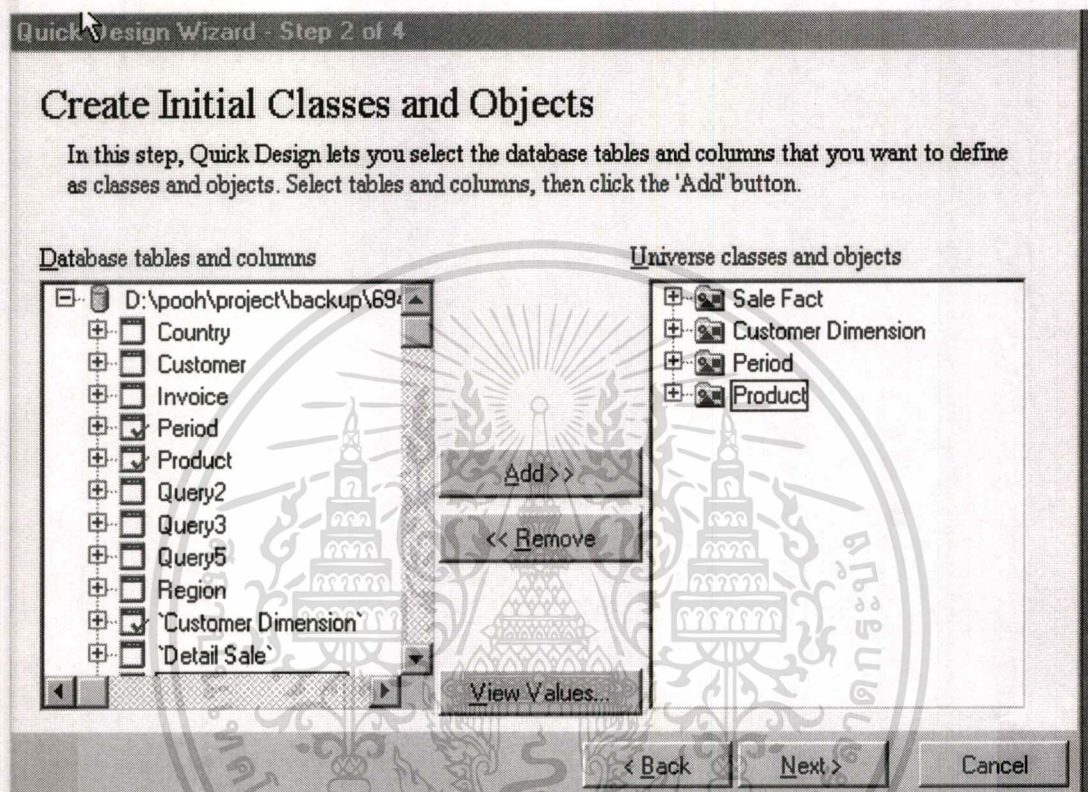 Quick Design Wizard - Step 2 of 4
Create Initial Classes and Objects
In this step, Quick Design lets you select the database tables and columns that you want to define
as classes and objects. Select tables and columns, then click the 'Add' button.
Database tables and columns
D:\pooh\project\backup\694
Country
Customer
Invoice
Period
Product
Query2
Query3
Query5
Region
`Customer Dimension`
`Detail Sale`
Add >>
<< Remove
View Values...
Universe classes and objects
Sale Fact
Customer Dimension
Period
Product
< Back
Next >
Cancel